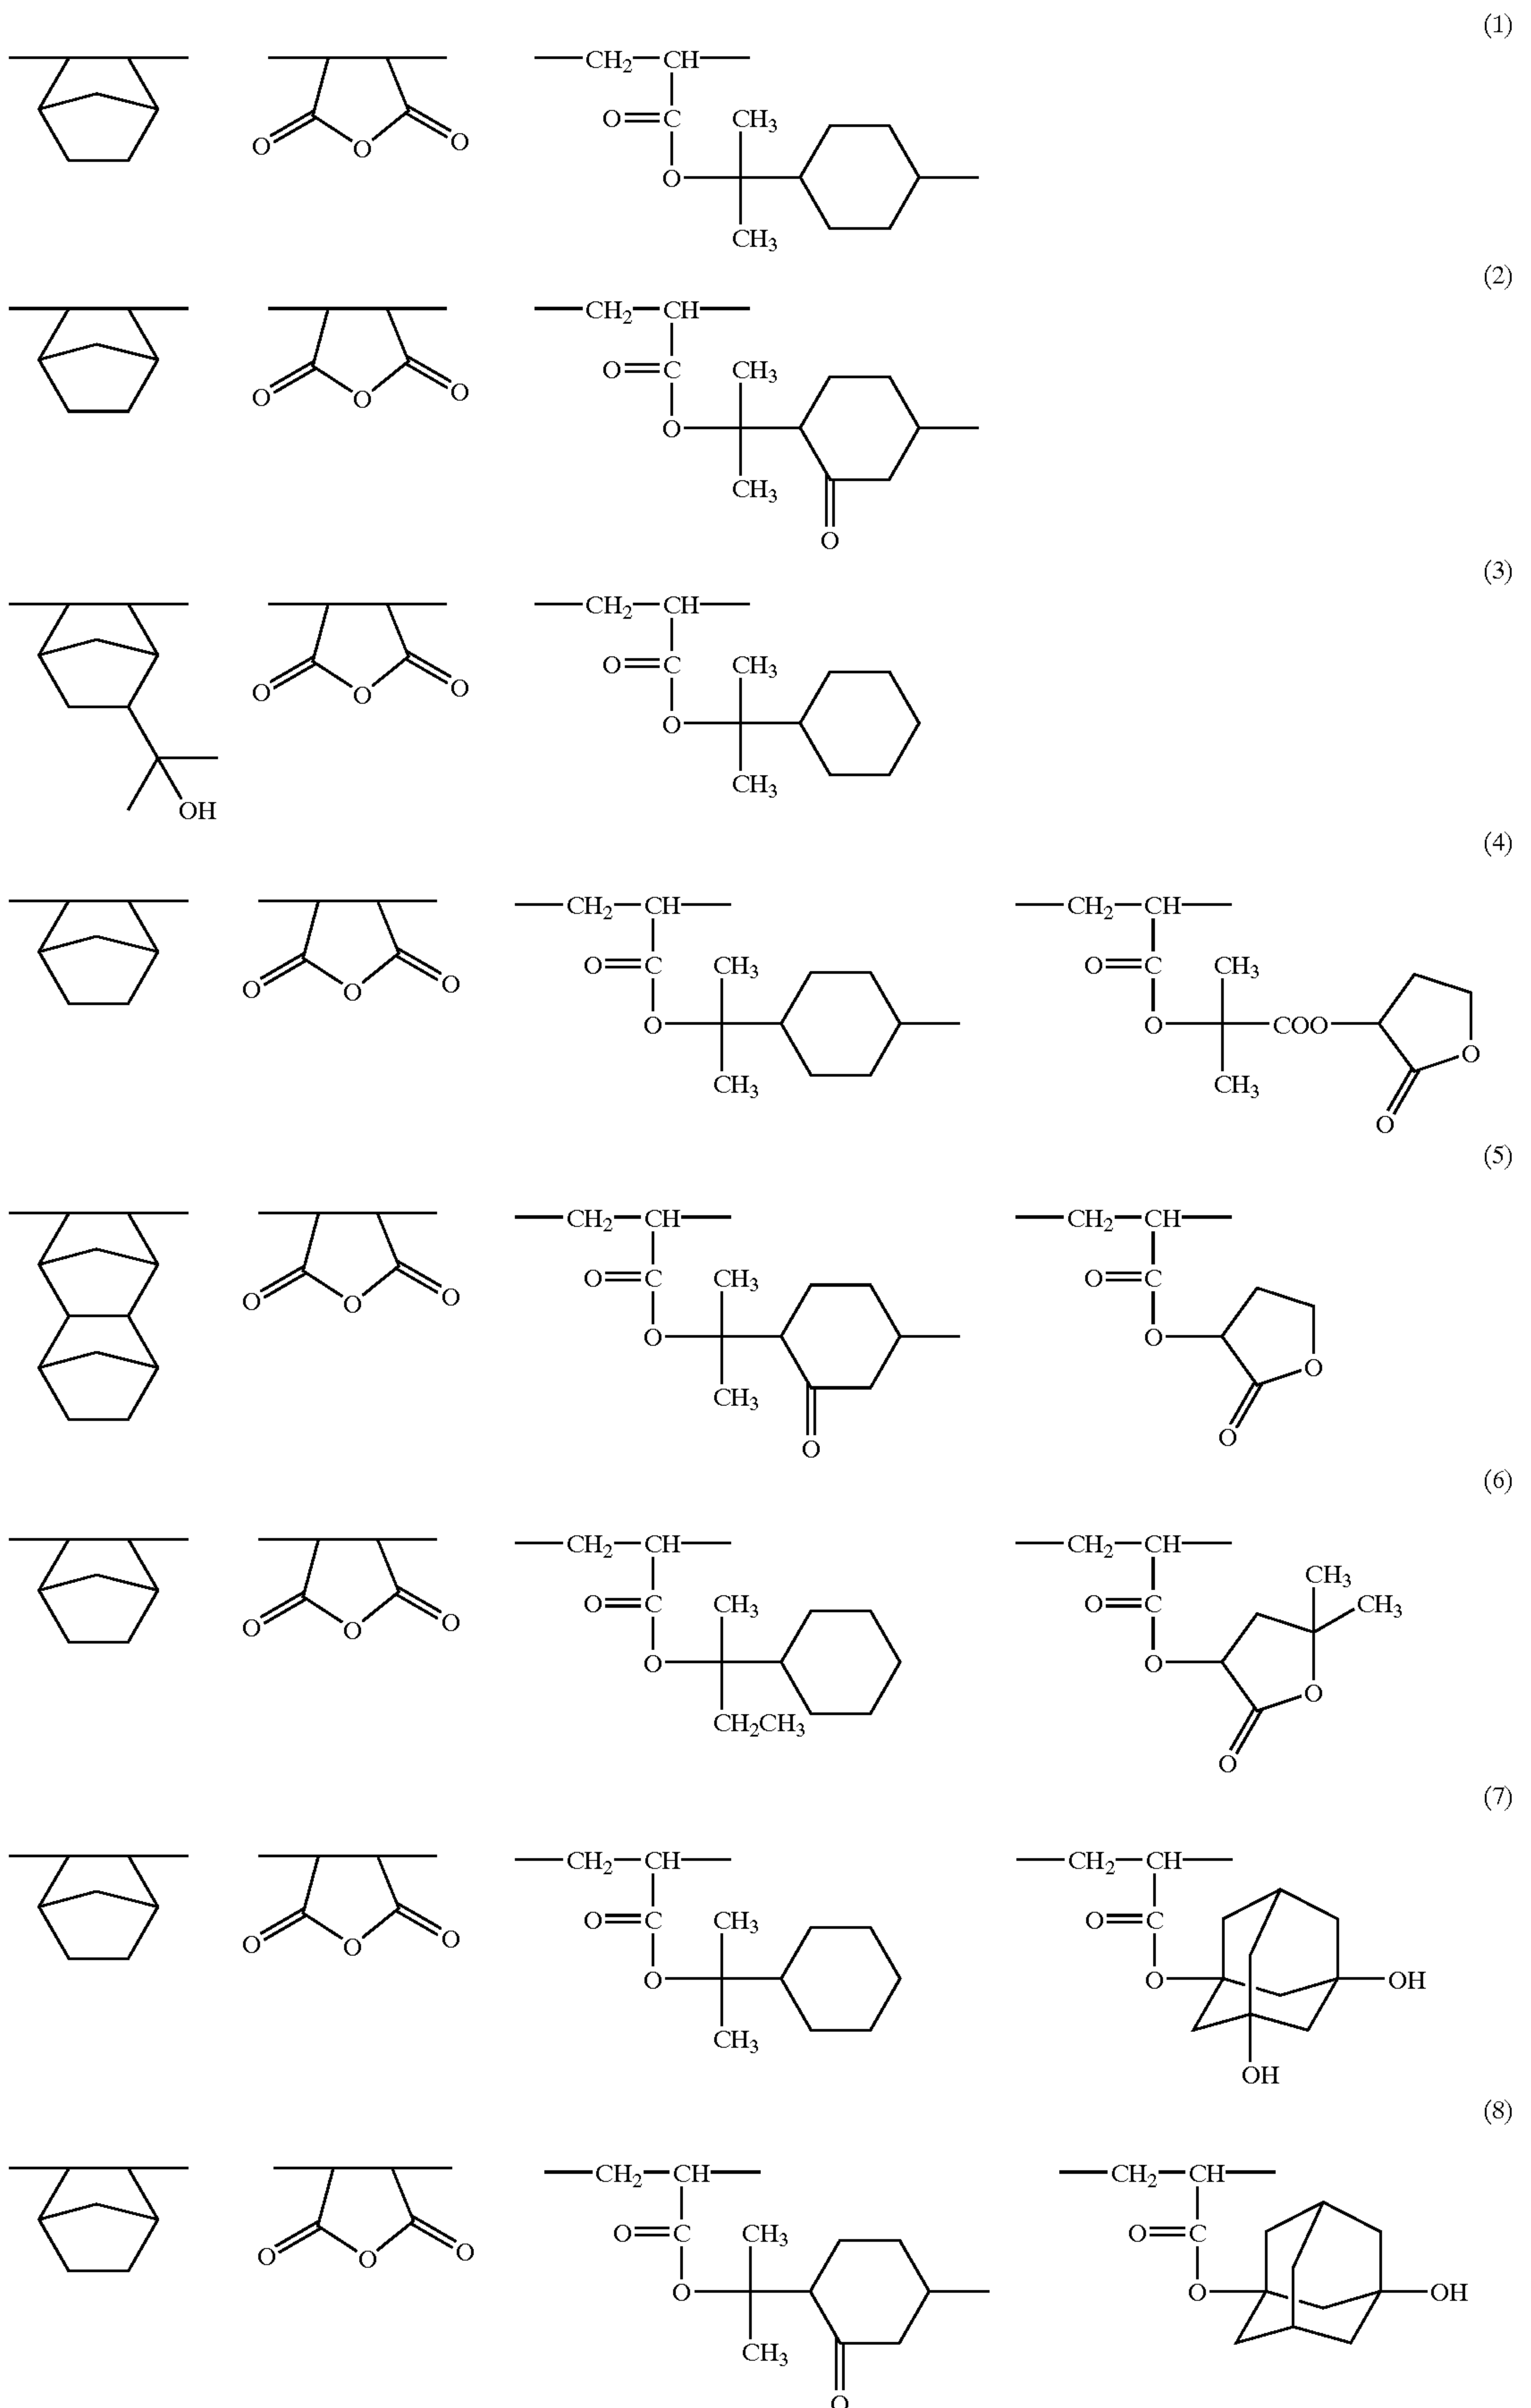 (1)
CH₂ CH
O C CH₃
O O O O
CH₃
(2)
CH₂ CH
O C CH₃
O O O O
CH₃
O
(3)
CH₂ CH
O C CH₃
O O O O
CH₃
OH
(4)
CH₂ CH CH₂ CH
O C CH₃ O C CH₃
O O O O O COO O
CH₃ CH₃
O
(5)
CH₂ CH CH₂ CH
O C CH₃ O C
O O O O O O
CH₃
O O
(6)
CH₂ CH CH₂ CH
CH₃
O C CH₃ O C CH₃
O O O O O O
CH₂CH₃
O
(7)
CH₂ CH CH₂ CH
O C CH₃ O C
O O O O O OH
CH₃
OH
(8)
CH₂ CH CH₂ CH
O C CH₃ O C
O O O O O OH
CH₃
O